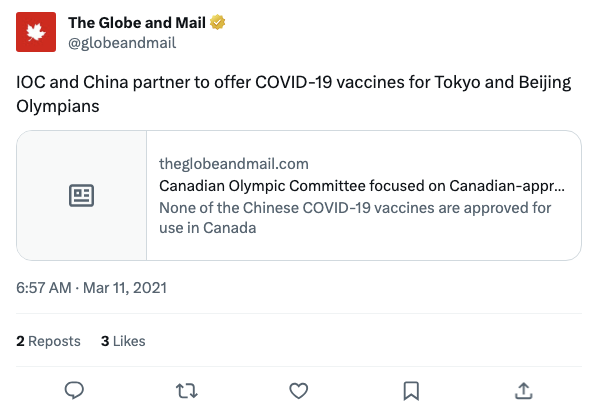 The Globe and Mail
@globeandmail
IOC and China partner to offer COVID-19 vaccines for Tokyo and Beijing
Olympians
theglobeandmail.com
Canadian Olympic Committee focused on Canadian-appr...
None of the Chinese COVID-19 vaccines are approved for
use in Canada
6:57 AM · Mar 11, 2021
2 Reposts 3 Likes